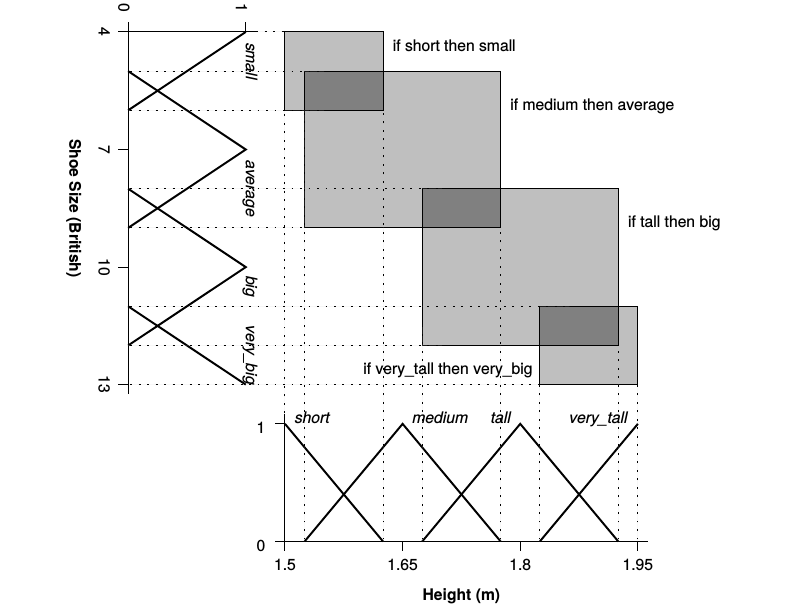 0
1
4
7
10
13
Shoe Size (British)
small
average
big
very_big
if short then small
if medium then average
if tall then big
if very_tall then very_big
short
medium
tall
very_tall
1
0
1.5
1.65
1.8
1.95
Height (m)